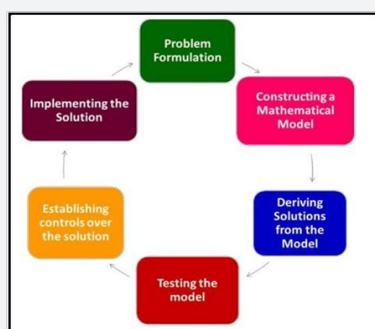 Problem
Formulation
Constructing a
Mathematical
Model
Deriving
Solutions
from the
Model
Testing the
model
Establishing
controls over
the solution
Implementing the
Solution